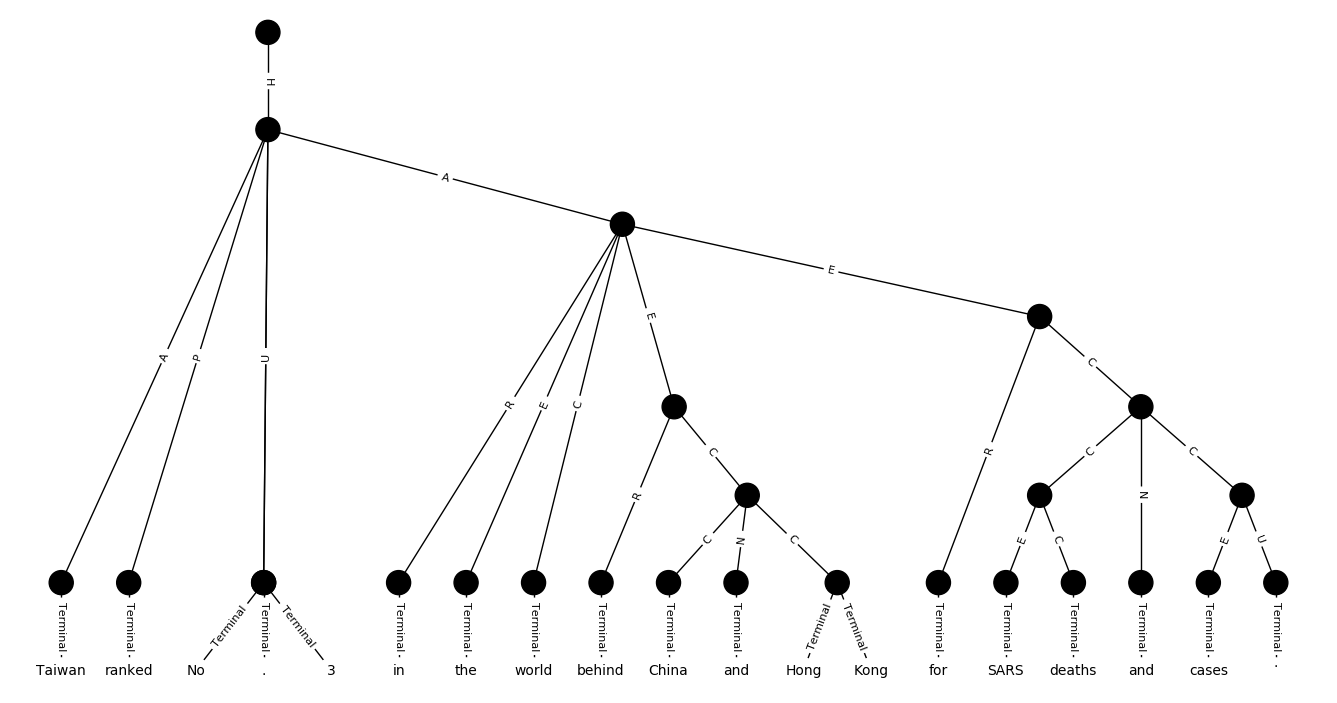 H
A
E
A P U
E
C
R E C
C
R
C N C
R
C N C
E C
E U
Terminal Terminal Terminal Terminal Terminal Terminal Terminal Terminal Terminal Terminal Terminal Terminal Terminal Terminal Terminal Terminal Terminal Terminal Terminal
Taiwan ranked No . 3 in the world behind China and Hong Kong for SARS deaths and cases .